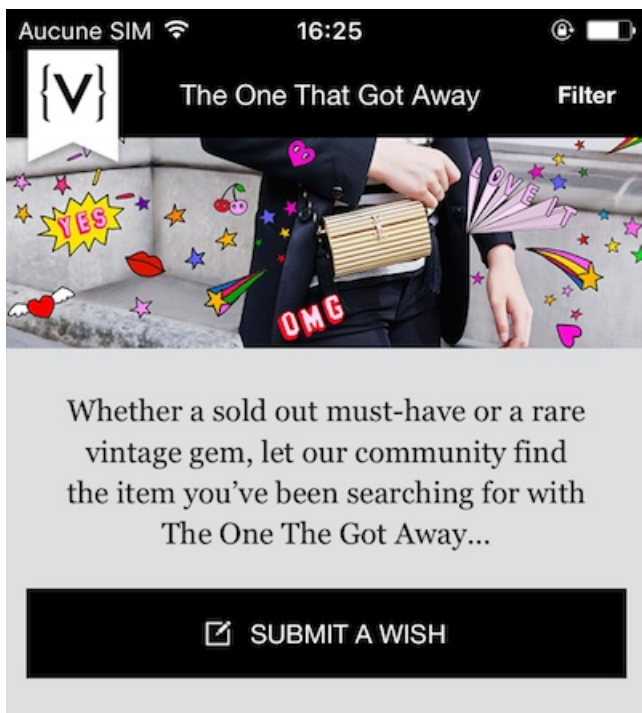 Aucune SIM 16:25
{V} The One That Got Away Filter
YES
LOVE IT
OMG
Whether a sold out must-have or a rare
vintage gem, let our community find
the item you've been searching for with
The One The Got Away...
SUBMIT A WISH